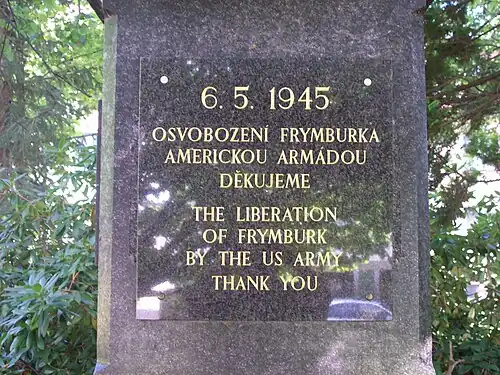 6. 5. 1945
OSVOBOZENÍ FRYMBURKA
AMERICKOU ARMÁDOU
DĚKUJEME
THE LIBERATION
OF FRYMBURK
BY THE US ARMY
THANK YOU